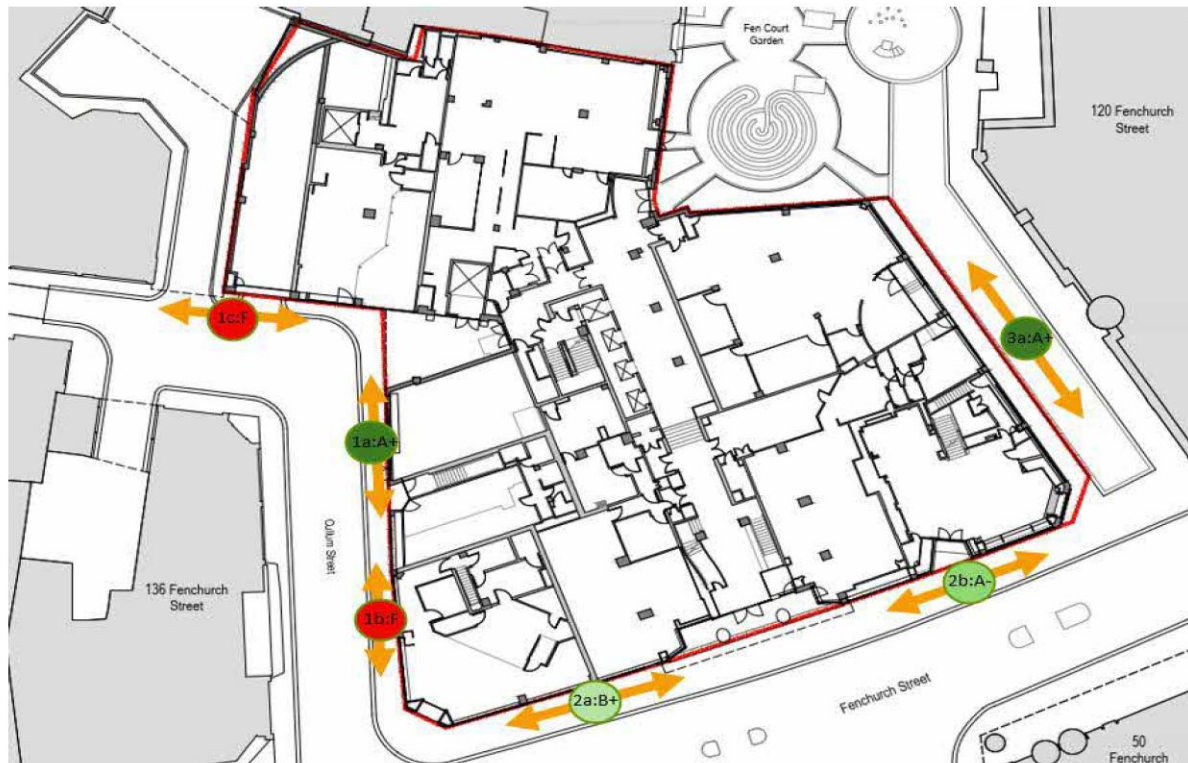 Fen Court
Garden
120 Fenchurch
Street
1c:F
3a:A+
1a:A+
Cullum Street
136 Fenchurch
Street
1b:F
2b:A-
2a:B+
Fenchurch Street
50
Fenchurch